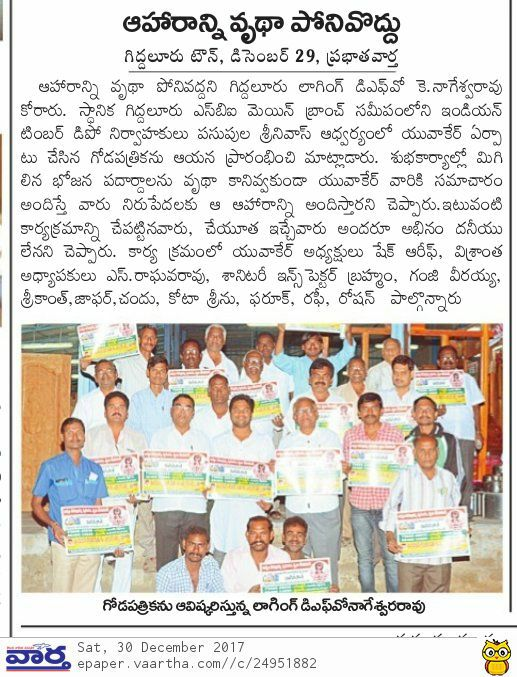 ఆహారాన్ని వృథా పోనివొద్దు
గిద్దలూరు టౌన్, డిసెంబర్ 29, ప్రభాతవార్త
ఆహారాన్ని వృథా పోనివద్దని గిద్దలూరు లాగింగ్ డిఎఫ్‌వో కె.నాగేశ్వరావు
కోరారు. స్థానిక గిద్దలూరు ఎస్‌బిఐ మెయిన్ బ్రాంచ్ సమీపంలోని ఇండియన్
టింబర్ డిపో నిర్వాహకులు పసుపుల శ్రీనివాస్ ఆధ్వర్యంలో యువాకేర్ ఏర్పా
టు చేసిన గోడపత్రికను ఆయన ప్రారంభించి మాట్లాడారు. శుభకార్యాల్లో మిగి
లిన భోజన పదార్దాలను వృథా కానివ్వకుండా యువాకేర్ వారికి సమాచారం
అందిస్తే వారు నిరుపేదలకు ఆ ఆహారాన్ని అందిస్తారని చెప్పారు.ఇటువంటి
కార్యక్రమాన్ని చేపట్టినవారు, చేయూత ఇచ్చేవారు అందరూ అభినం దనీయు
లేనని చెప్పారు. కార్య క్రమంలో యువాకేర్ అధ్యక్షులు షేక్ ఆరీఫ్, విశ్రాంత
అధ్యాపకులు ఎస్.రాఘవరావు, శానిటరీ ఇన్స్‌పెక్టర్ బ్రహ్మం, గంజి వీరయ్య,
శ్రీకాంత్,జాఫర్,చందు, కోటా శ్రీను, ఫరూక్, రఫీ, రోషన్ పాల్గొన్నారు
గోడపత్రికను ఆవిష్కరిస్తున్న లాగింగ్ డిఎఫ్‌వోనాగేశ్వరరావు
వార్త
Sat, 30 December 2017
epaper.vaartha.com//c/24951882